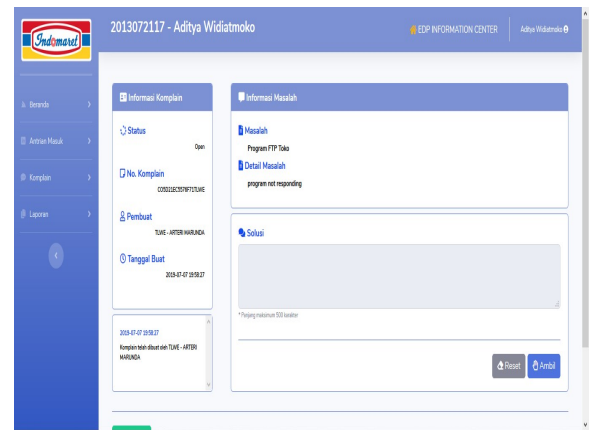 Indomaret
2013072117 - Aditya Widiatmoko
EDP INFORMATION CENTER
Aditya Widiatmoko
Beranda
Antrian Masuk
Komplain
Laporan
Informasi Komplain
Status
Open
No. Komplain
Pembuat
TLWE - ARTERI MARUNDA
Tanggal Buat
2019-07-07 19:58:27
2019-07-07 19:58:27
Komplain telah dibuat oleh TLWE - ARTERI
MARUNDA
Informasi Masalah
Masalah
Program FTP Toko
Detail Masalah
program not responding
Solusi
* Panjang maksimum 500 karakter
Reset
Ambil